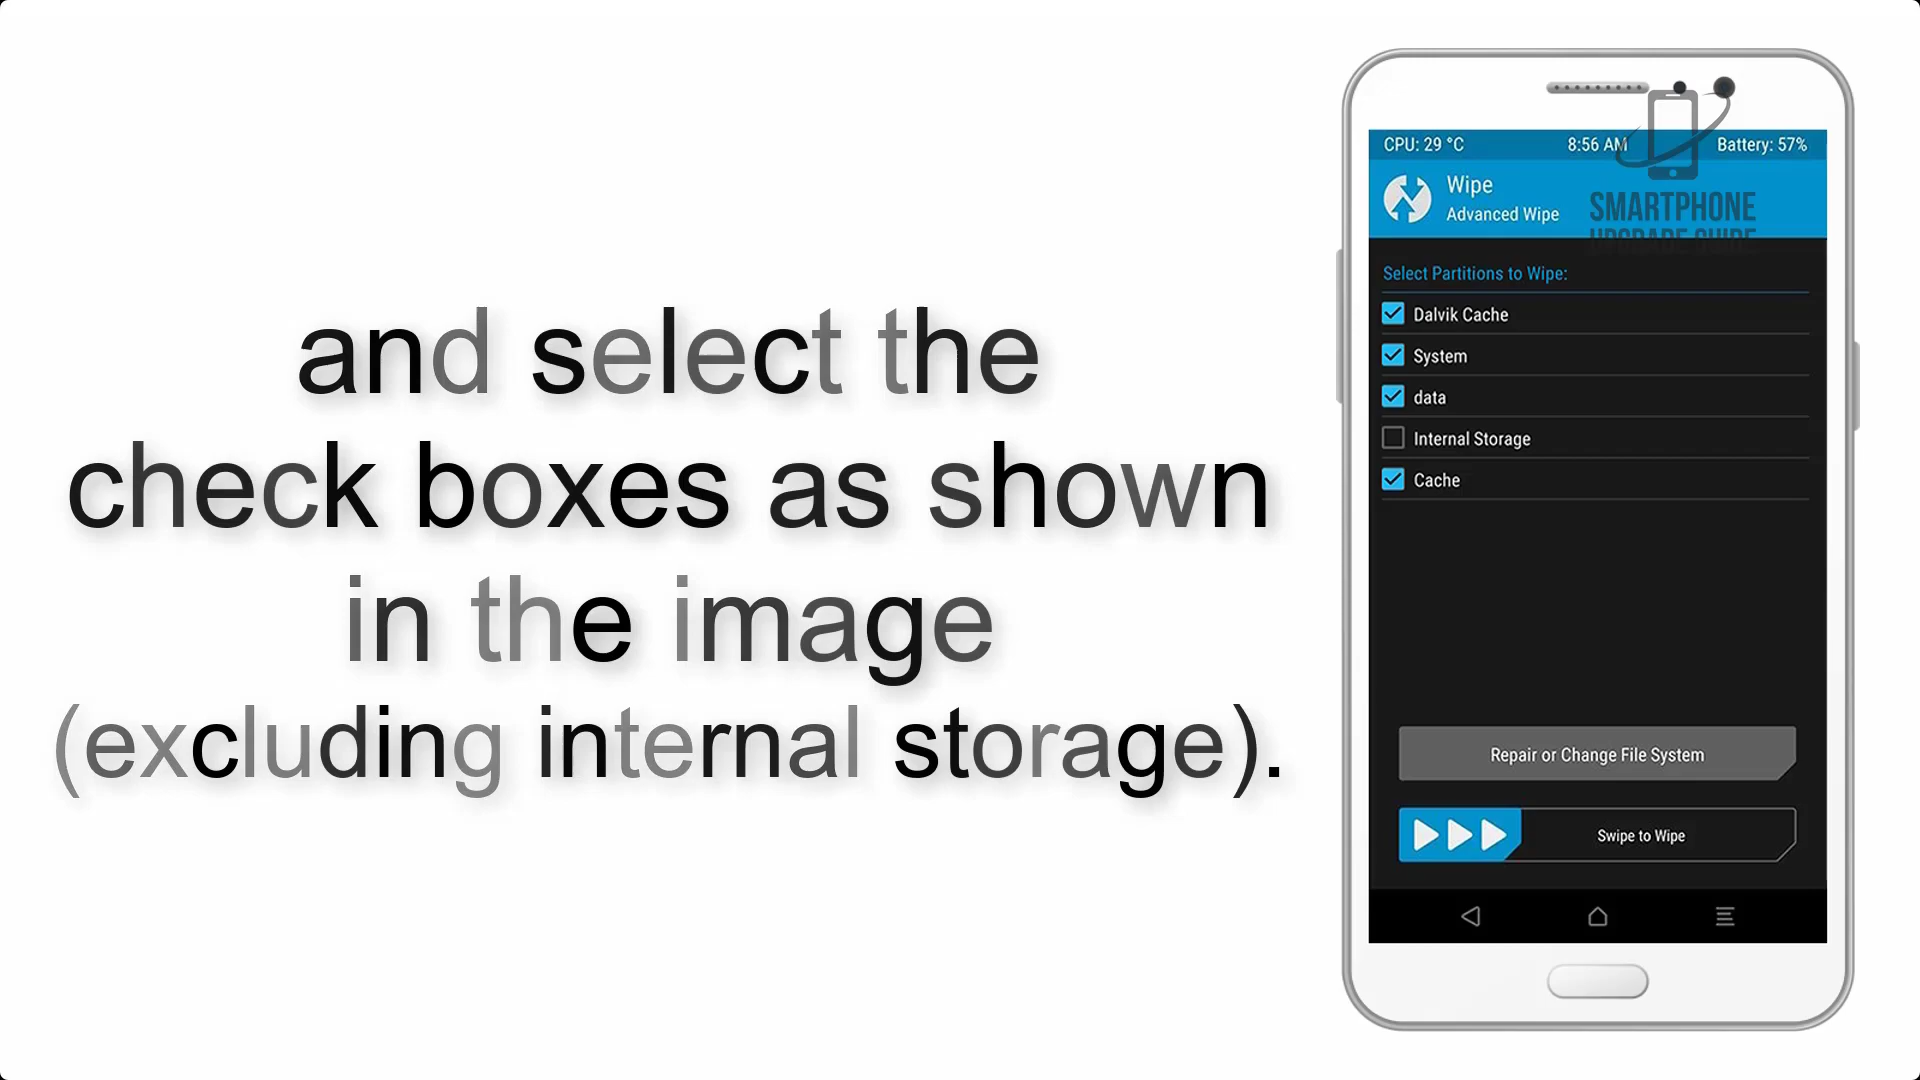 and select the
check boxes as shown
in the image
(excluding internal storage).
CPU: 29 °C 8:56 AM Battery: 57%
Wipe
Advanced Wipe
SMARTPHONE
UPGRADE GUIDE
Select Partitions to Wipe:
Dalvik Cache
System
data
Internal Storage
Cache
Repair or Change File System
Swipe to Wipe